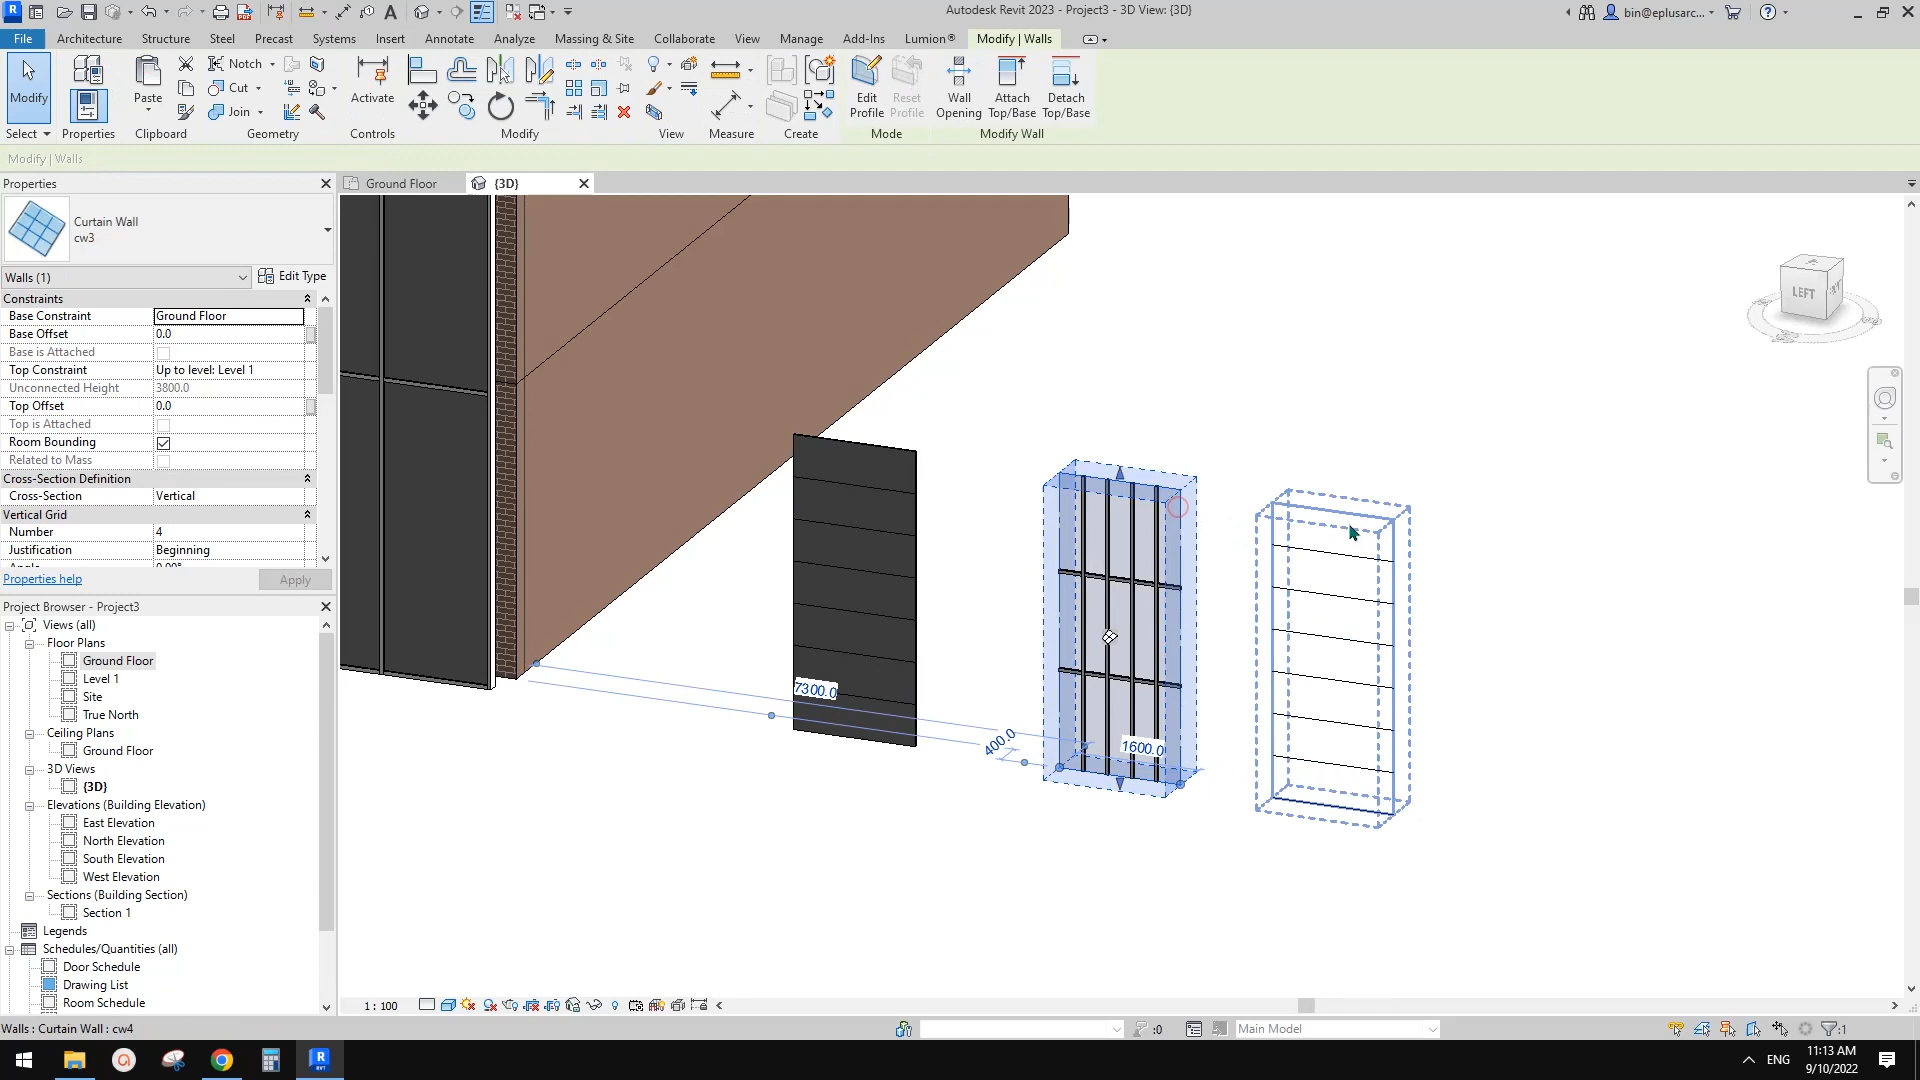 Autodesk Revit 2023 - Project3 - 3D View: {3D}
bin@eplusarc...
File Architecture Structure Steel Precast Systems Insert Annotate Analyze Massing & Site Collaborate View Manage Add-Ins Lumion® Modify | Walls
Modify
Paste
Notch
Cut
Join
Activate
Edit Profile
Reset Profile
Wall Opening
Attach Top/Base
Detach Top/Base
Select Properties Clipboard Geometry Controls Modify View Measure Create Mode Modify Wall
Modify | Walls
Properties
Ground Floor
{3D}
Curtain Wall
cw3
Walls (1)
Edit Type
Constraints
Base Constraint Ground Floor
Base Offset 0.0
Base is Attached
Top Constraint Up to level: Level 1
Unconnected Height 3800.0
Top Offset 0.0
Top is Attached
Room Bounding
Related to Mass
Cross-Section Definition
Cross-Section Vertical
Vertical Grid
Number 4
Justification Beginning
Angle 0.00°
Properties help
Apply
Project Browser - Project3
Views (all)
Floor Plans
Ground Floor
Level 1
Site
True North
Ceiling Plans
Ground Floor
3D Views
{3D}
Elevations (Building Elevation)
East Elevation
North Elevation
South Elevation
West Elevation
Sections (Building Section)
Section 1
Legends
Schedules/Quantities (all)
Door Schedule
Drawing List
Room Schedule
7300.0
400.0
1600.0
LEFT
1 : 100
Walls : Curtain Wall : cw4
:0
Main Model
:1
ENG
11:13 AM
9/10/2022